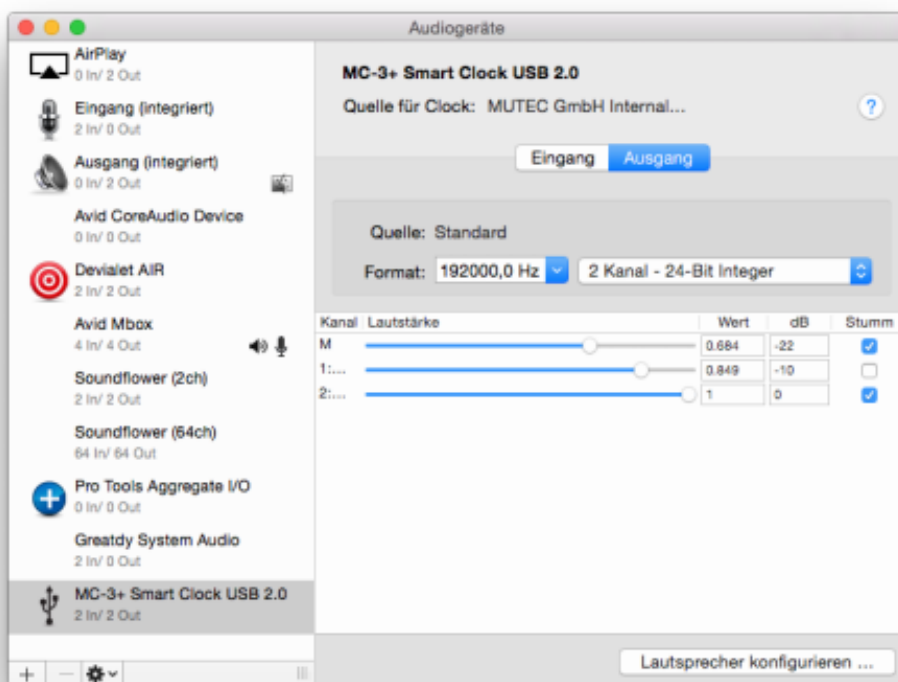 Audiogeräte
AirPlay
0 In/ 2 Out
Eingang (integriert)
2 In/ 0 Out
Ausgang (integriert)
0 In/ 2 Out
Avid CoreAudio Device
0 In/ 0 Out
Devialet AIR
2 In/ 2 Out
Avid Mbox
4 In/ 4 Out
Soundflower (2ch)
2 In/ 2 Out
Soundflower (64ch)
64 In/ 64 Out
Pro Tools Aggregate I/O
0 In/ 0 Out
Greatdy System Audio
2 In/ 0 Out
MC-3+ Smart Clock USB 2.0
2 In/ 2 Out
MC-3+ Smart Clock USB 2.0
Quelle für Clock: MUTEC GmbH Internal...
?
Eingang Ausgang
Quelle: Standard
Format: 192000,0 Hz 2 Kanal - 24-Bit Integer
Kanal Lautstärke Wert dB Stumm
M 0.684 -22
1:... 0.849 -10
2:... 1 0
Lautsprecher konfigurieren ...